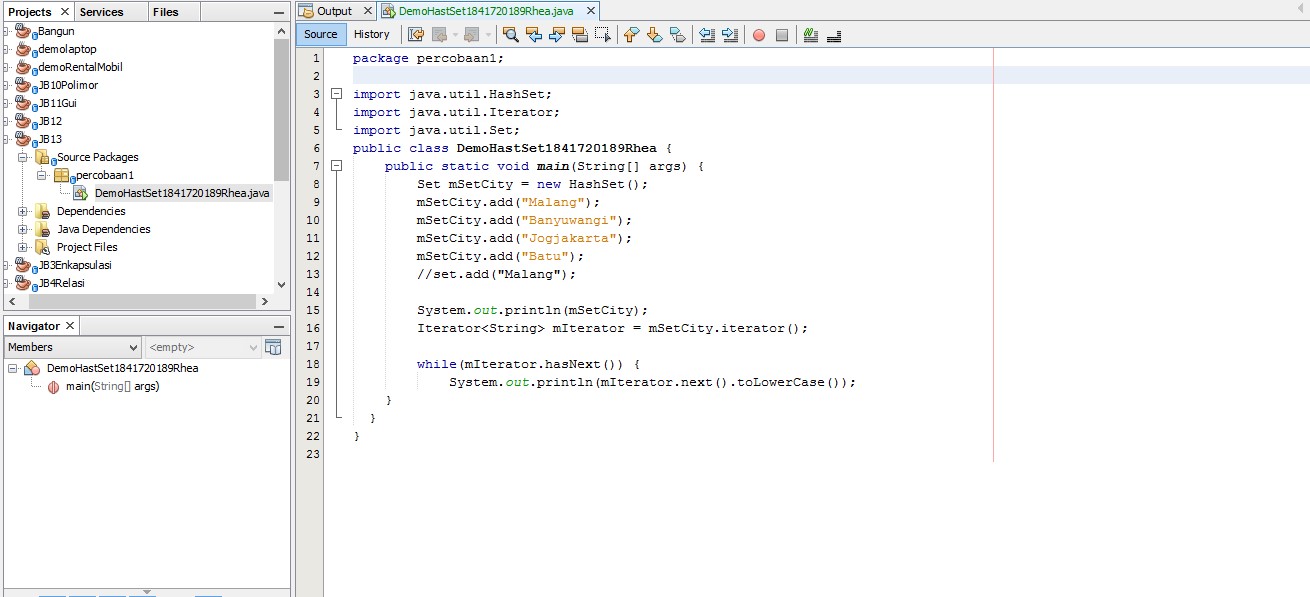 Projects × Services Files
Bangun
demolaptop
demoRentalMobil
JB10Polimor
JB11Gui
JB12
JB13
Source Packages
percobaan1
DemoHastSet1841720189Rhea.java
Dependencies
Java Dependencies
Project Files
JB3Enkapsulasi
JB4Relasi
Navigator ×
Members <empty>
DemoHastSet1841720189Rhea
main(String[] args)
Output × DemoHastSet1841720189Rhea.java ×
Source History
1 package percobaan1;
2
3 import java.util.HashSet;
4 import java.util.Iterator;
5 import java.util.Set;
6 public class DemoHastSet1841720189Rhea {
7     public static void main(String[] args) {
8         Set mSetCity = new HashSet();
9         mSetCity.add("Malang");
10         mSetCity.add("Banyuwangi");
11         mSetCity.add("Jogjakarta");
12         mSetCity.add("Batu");
13         //set.add("Malang");
14
15         System.out.println(mSetCity);
16         Iterator<String> mIterator = mSetCity.iterator();
17
18         while(mIterator.hasNext()) {
19             System.out.println(mIterator.next().toLowerCase());
20     }
21   }
22 }
23